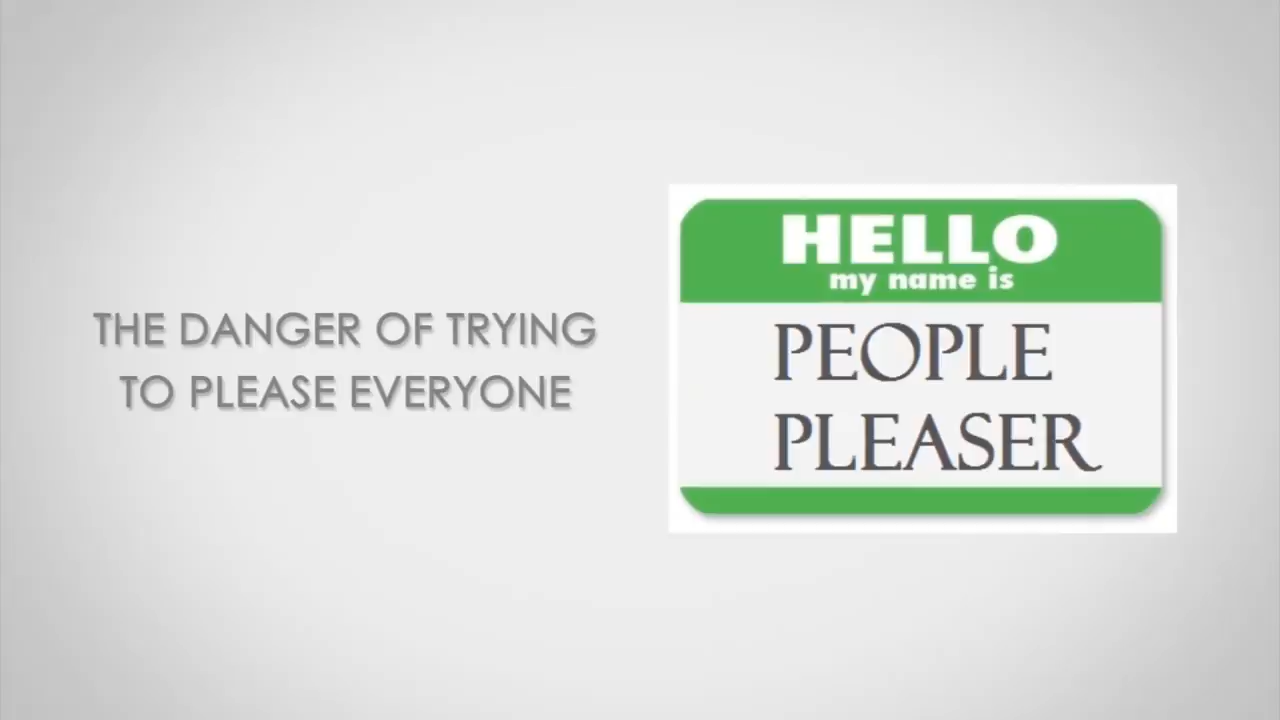 THE DANGER OF TRYING
TO PLEASE EVERYONE
HELLO
my name is
PEOPLE
PLEASER